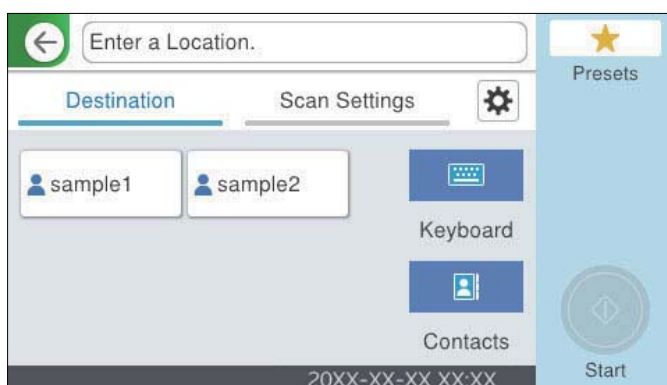 Enter a Location.
Presets
Destination
Scan Settings
sample1
sample2
Keyboard
Contacts
Start
20XX-XX-XX XX:XX